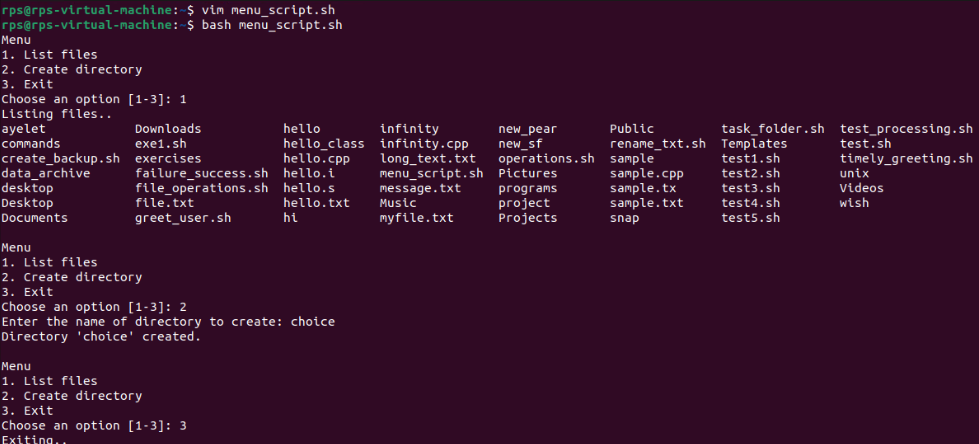 rps@rps-virtual-machine:~$ vim menu_script.sh
rps@rps-virtual-machine:~$ bash menu_script.sh
Menu
1. List files
2. Create directory
3. Exit
Choose an option [1-3]: 1
Listing files..
ayelet Downloads hello infinity new_pear Public task_folder.sh test_processing.sh
commands exe1.sh hello_class infinity.cpp new_sf rename_txt.sh Templates test.sh
create_backup.sh exercises hello.cpp long_text.txt operations.sh sample test1.sh timely_greeting.sh
data_archive failure_success.sh hello.i menu_script.sh Pictures sample.cpp test2.sh unix
desktop file_operations.sh hello.s message.txt programs sample.tx test3.sh Videos
Desktop file.txt hello.txt Music project sample.txt test4.sh wish
Documents greet_user.sh hi myfile.txt Projects snap test5.sh
Menu
1. List files
2. Create directory
3. Exit
Choose an option [1-3]: 2
Enter the name of directory to create: choice
Directory 'choice' created.
Menu
1. List files
2. Create directory
3. Exit
Choose an option [1-3]: 3
Exiting..